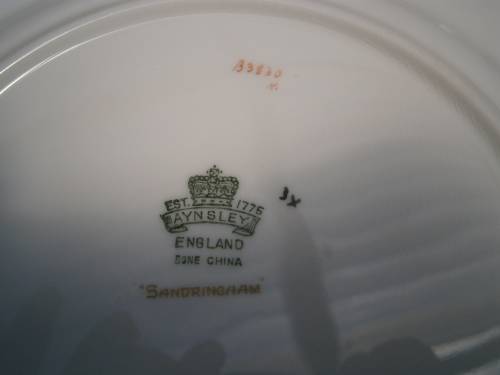 EST. 1775
AYNSLEY
ENGLAND
BONE CHINA
"SANDRINGHAM"